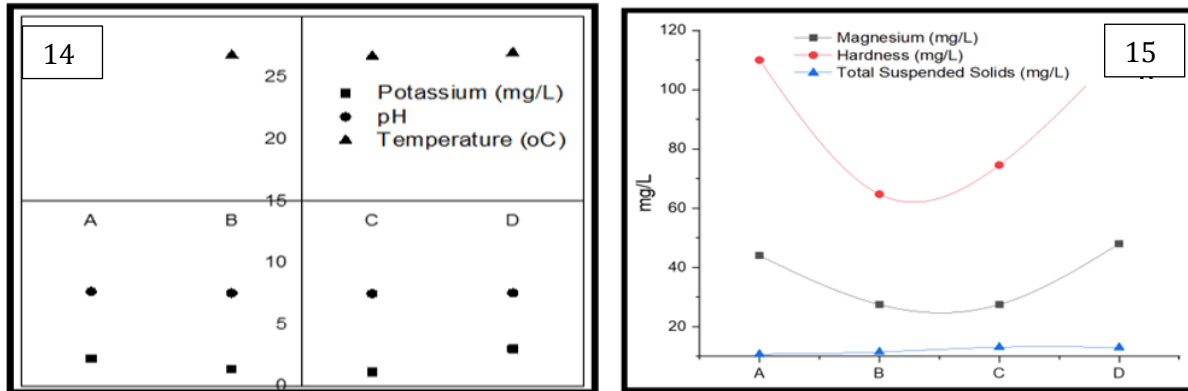 14
25
Potassium (mg/L)
pH
20
Temperature (oC)
15
A
B
C
D
10
5
0
120
Magnesium (mg/L)
Hardness (mg/L)
Total Suspended Solids (mg/L)
15
100
80
mg/L
60
40
20
A
B
C
D